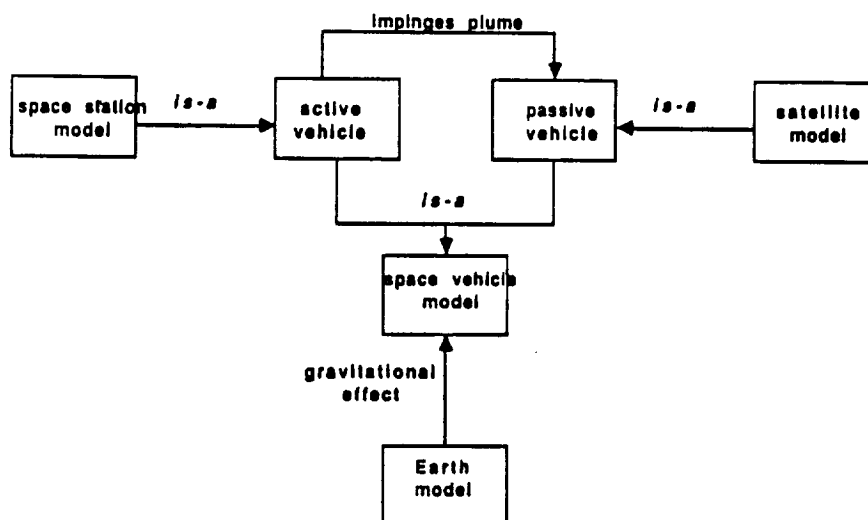 impinges plume
space station
model
is-a
active
vehicle
passive
vehicle
is-a
satellite
model
is-a
space vehicle
model
gravitational
effect
Earth
model